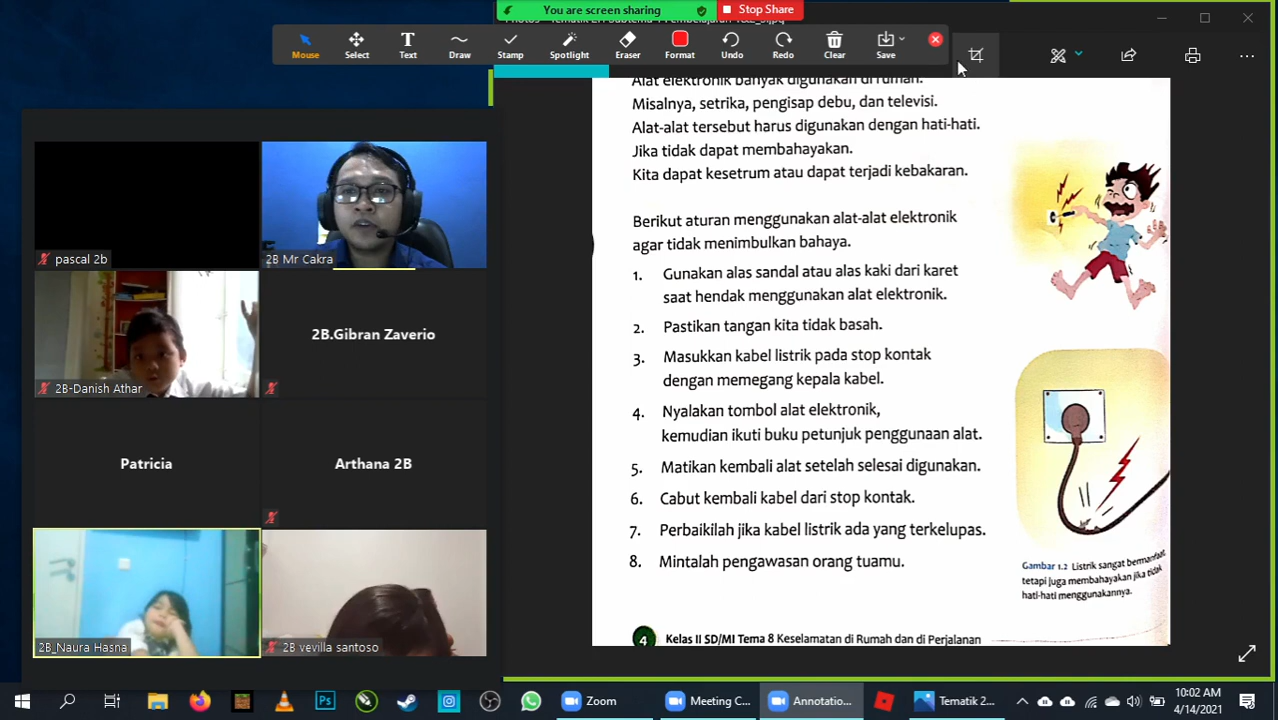 You are screen sharing
Stop Share
Mouse
Select
Text
Draw
Stamp
Spotlight
Eraser
Format
Undo
Redo
Clear
Save
pascal 2b
2B Mr Cakra
2B-Danish Athar
2B.Gibran Zaverio
Patricia
Arthana 2B
2B_Naura Hasna
2B vevilla santoso
Alat elektronik banyak digunakan di rumah.
Misalnya, setrika, pengisap debu, dan televisi.
Alat-alat tersebut harus digunakan dengan hati-hati.
Jika tidak dapat membahayakan.
Kita dapat kesetrum atau dapat terjadi kebakaran.
Berikut aturan menggunakan alat-alat elektronik
agar tidak menimbulkan bahaya.
1. Gunakan alas sandal atau alas kaki dari karet
saat hendak menggunakan alat elektronik.
2. Pastikan tangan kita tidak basah.
3. Masukkan kabel listrik pada stop kontak
dengan memegang kepala kabel.
4. Nyalakan tombol alat elektronik,
kemudian ikuti buku petunjuk penggunaan alat.
5. Matikan kembali alat setelah selesai digunakan.
6. Cabut kembali kabel dari stop kontak.
7. Perbaikilah jika kabel listrik ada yang terkelupas.
8. Mintalah pengawasan orang tuamu.
Gambar 1.2 Listrik sangat bermanfaat
tetapi juga membahayakan jika tidak
hati-hati menggunakannya.
4 Kelas II SD/MI Tema 8 Keselamatan di Rumah dan di Perjalanan
Zoom
Meeting C...
Annotatio...
Tematik 2...
10:02 AM
4/14/2021